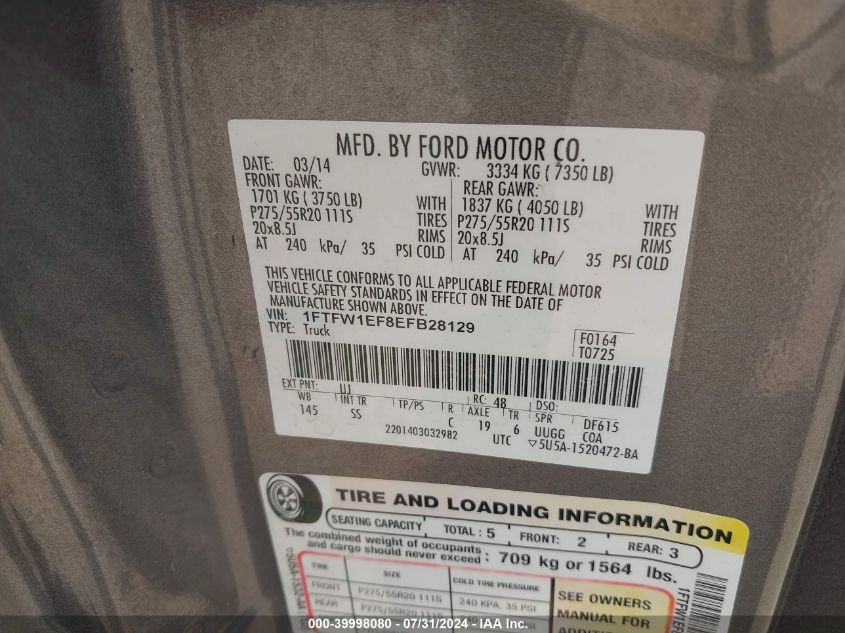 MFD. BY FORD MOTOR CO.
DATE: 03/14 GVWR: 3334 KG ( 7350 LB)
FRONT GAWR: REAR GAWR:
1701 KG ( 3750 LB) WITH 1837 KG ( 4050 LB) WITH
P275/55R20 111S TIRES P275/55R20 111S TIRES
20x8.5J RIMS 20x8.5J RIMS
AT 240 kPa/ 35 PSI COLD AT 240 kPa/ 35 PSI COLD
THIS VEHICLE CONFORMS TO ALL APPLICABLE FEDERAL MOTOR
VEHICLE SAFETY STANDARDS IN EFFECT ON THE DATE OF
MANUFACTURE SHOWN ABOVE.
VIN: 1FTFW1EF8EFB28129
TYPE: Truck
F0164
T0725
EXT PNT: UJ RC: 48 DSO:
WB INT TR TP/PS R AXLE TR SPR DF615
145 SS C 19 6 UUGG COA
2201403032982 UTC ▽5U5A-1520472-BA
TIRE AND LOADING INFORMATION
SEATING CAPACITY TOTAL : 5 FRONT: 2 REAR: 3
The combined weight of occupants
and cargo should never exceed : 709 kg or 1564 lbs.
TIRE SIZE COLD TIRE PRESSURE
FRONT P275/55R20 111S 240 KPA, 35 PSI
REAR P275/55R20 111S
SEE OWNERS
MANUAL FOR
000-39998080 - 07/31/2024 - IAA Inc.